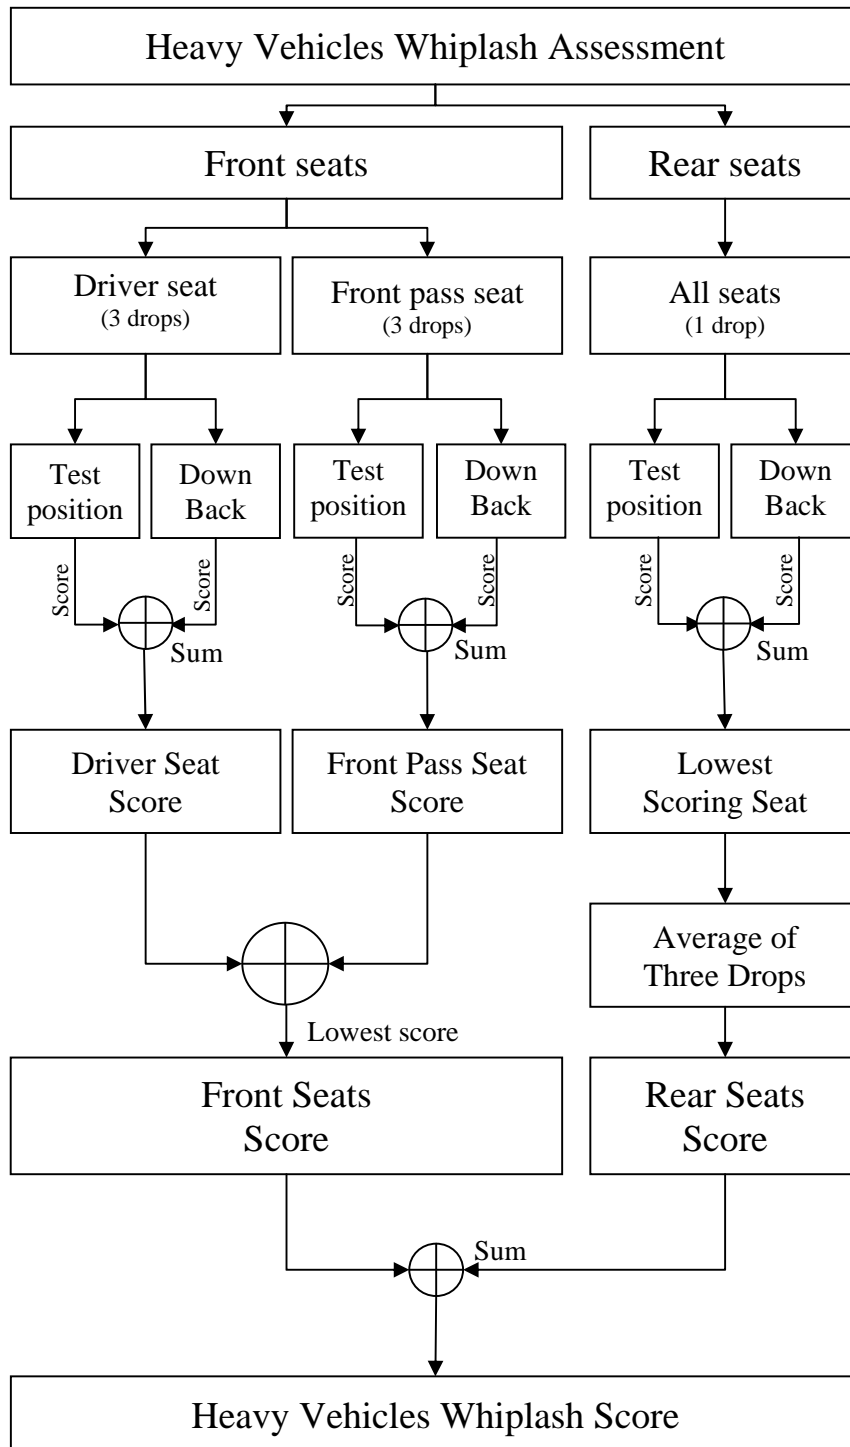 Heavy Vehicles Whiplash Assessment
Front seats
Rear seats
Driver seat
(3 drops)
Front pass seat
(3 drops)
All seats
(1 drop)
Test
position
Down
Back
Test
position
Down
Back
Test
position
Down
Back
Score
Score
Sum
Score
Score
Sum
Score
Score
Sum
Driver Seat
Score
Front Pass Seat
Score
Lowest
Scoring Seat
Average of
Three Drops
Lowest score
Front Seats
Score
Rear Seats
Score
Sum
Heavy Vehicles Whiplash Score